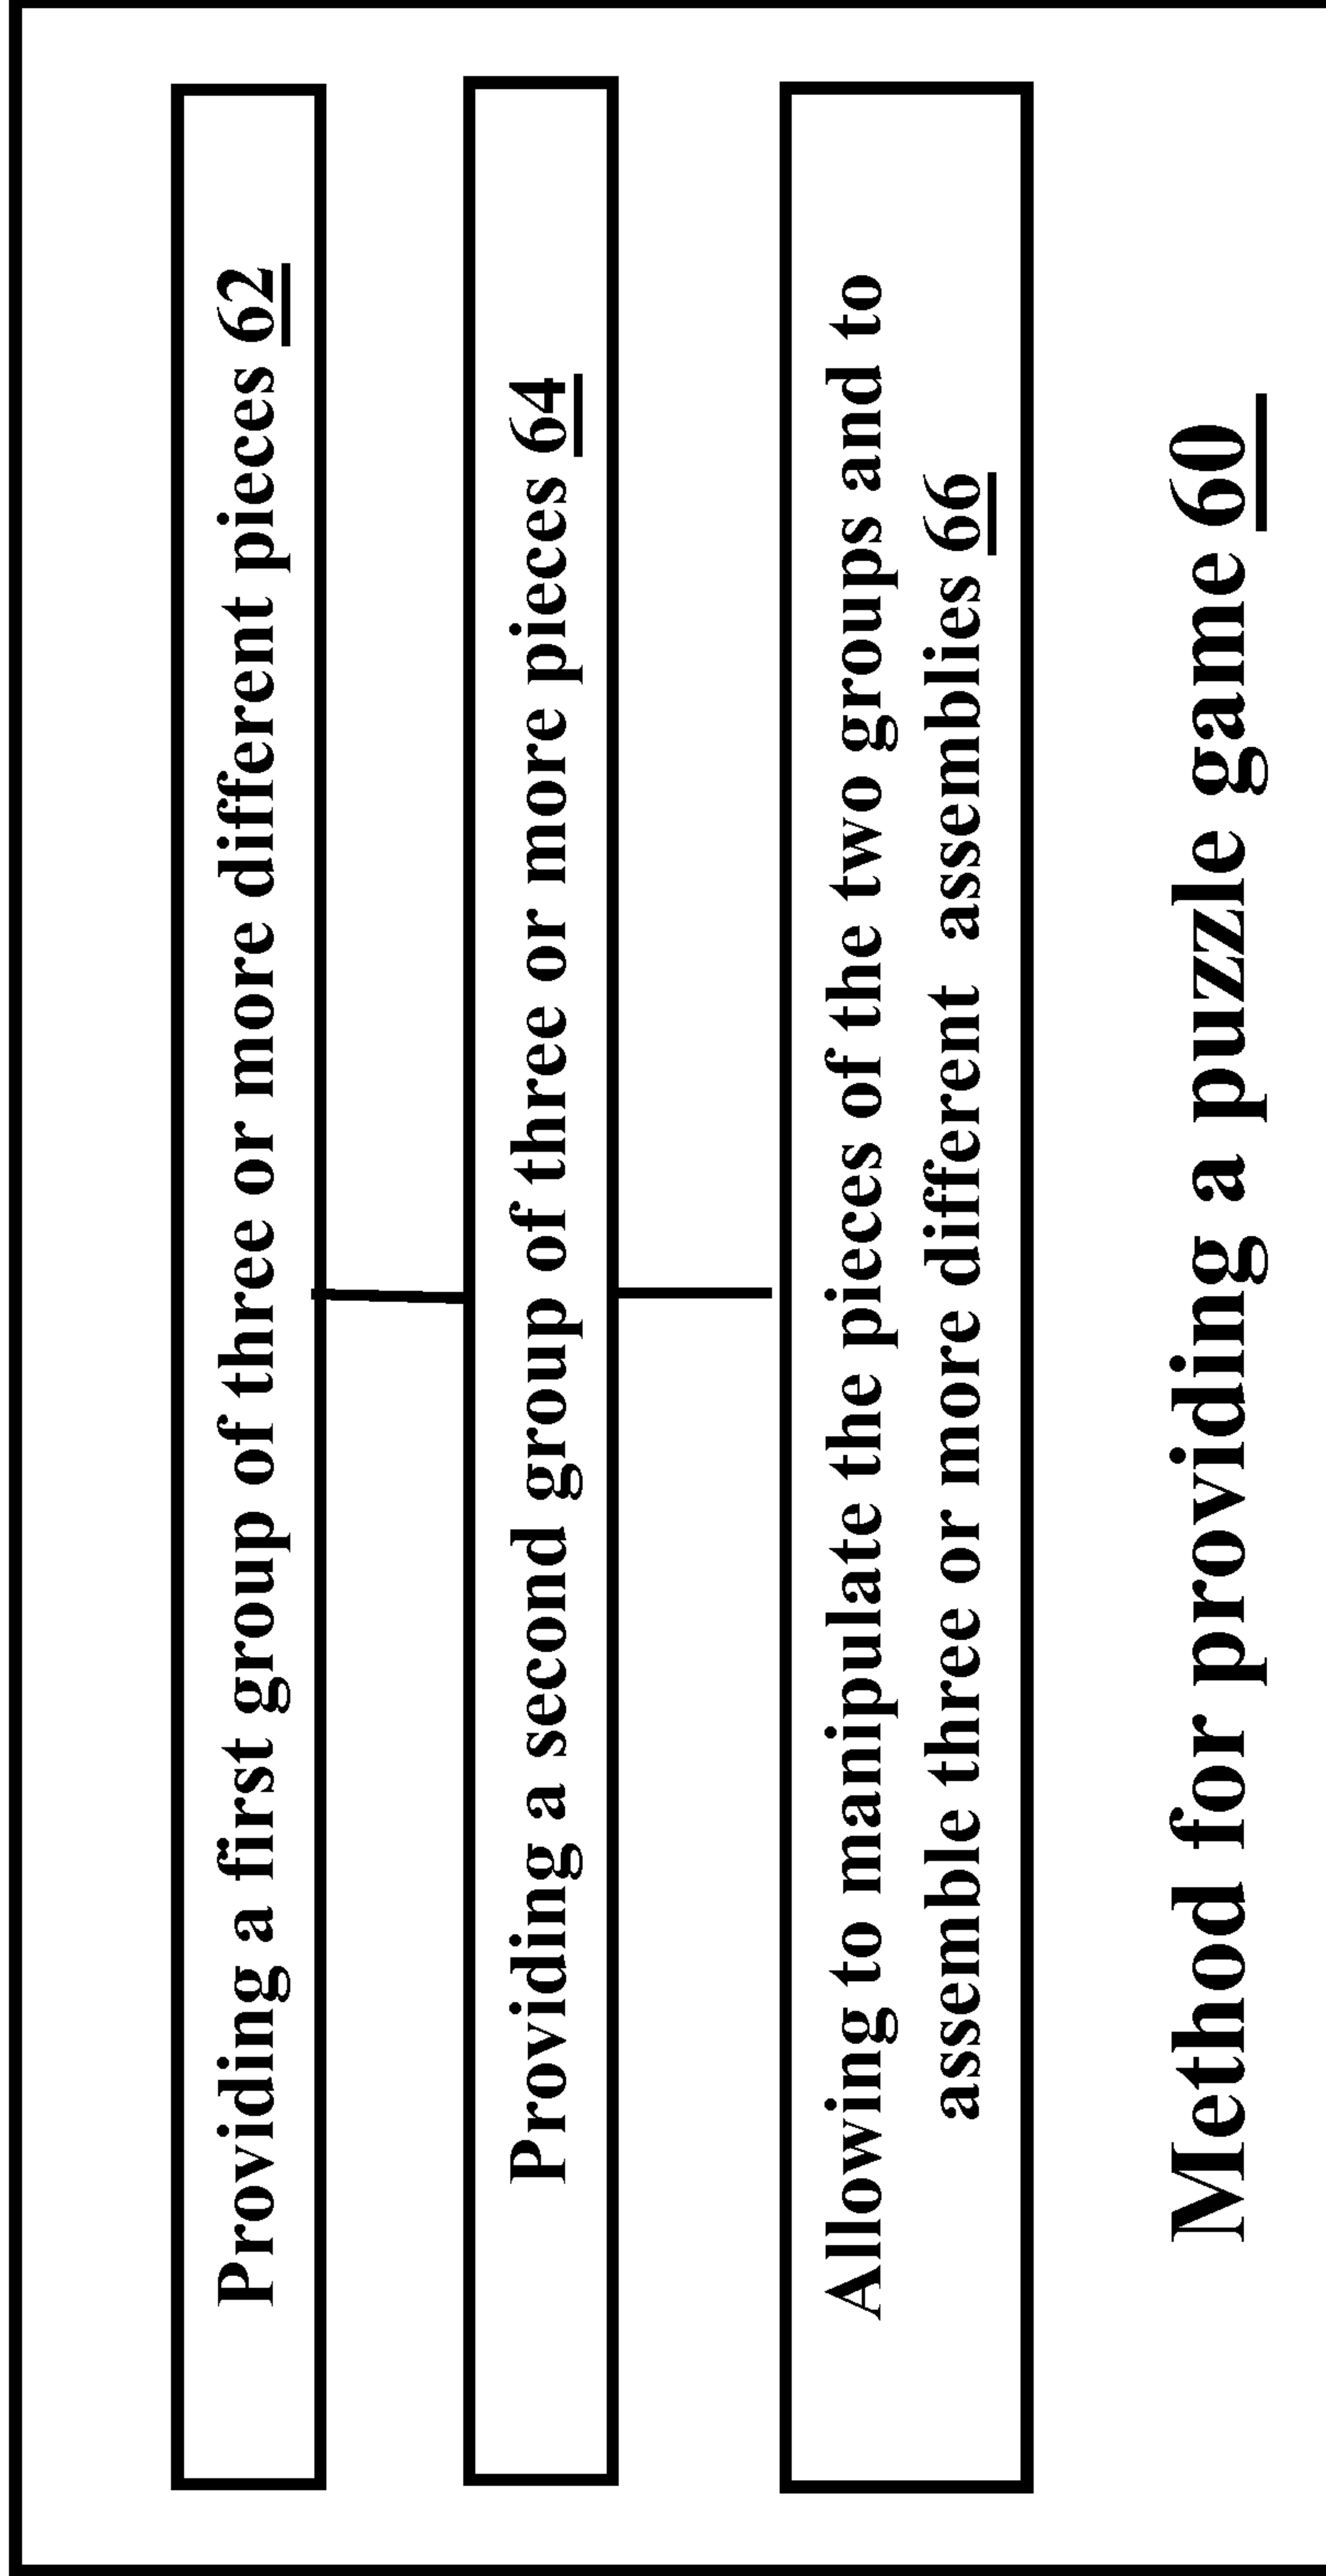 Providing a first group of three or more different pieces 62
Providing a second group of three or more pieces 64
Allowing to manipulate the pieces of the two groups and to
assemble three or more different assemblies 66
Method for providing a puzzle game 60